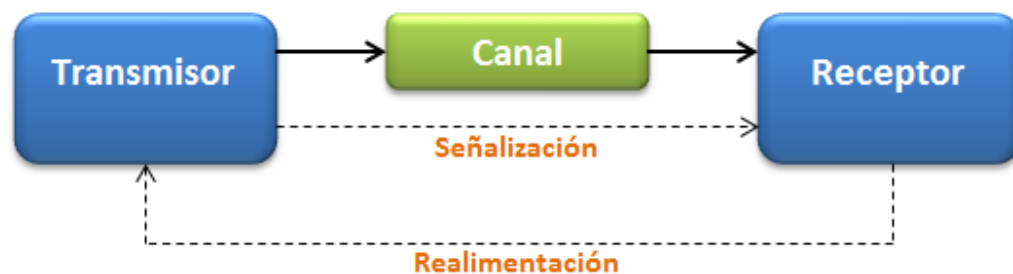 Transmisor
Canal
Receptor
Señalización
Realimentación